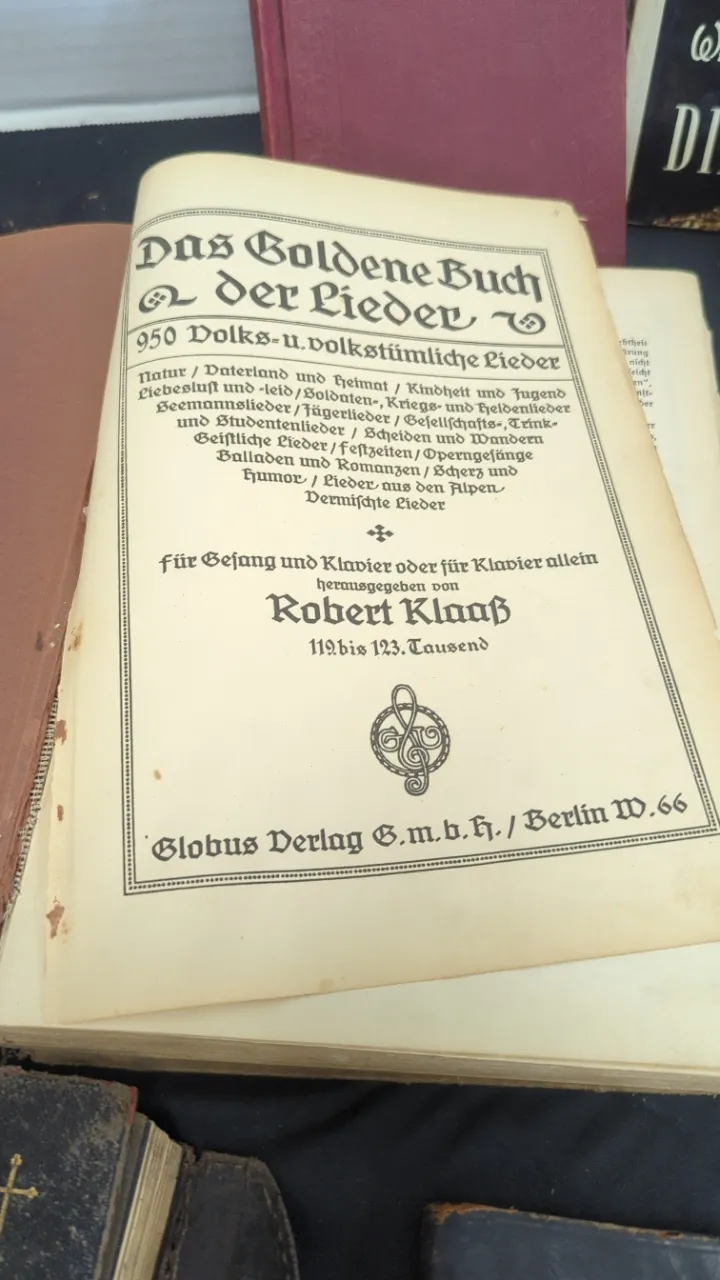 Das Goldene Buch
der Lieder
950 Volks- u. volkstümliche Lieder
Natur / Vaterland und Heimat / Kindheit und Jugend
Liebeslust und -leid / Soldaten-, Kriegs- und Heldenlieder
Seemannslieder / Jägerlieder / Gesellschafts-, Trink-
und Studentenlieder / Scheiden und Wandern
Geistliche Lieder / Festzeiten / Operngesänge
Balladen und Romanzen / Scherz und
Humor / Lieder aus den Alpen
Vermischte Lieder
Für Gesang und Klavier oder für Klavier allein
herausgegeben von
Robert Klaaß
119. bis 123. Tausend
Globus Verlag G.m.b.H. / Berlin W. 66
nicht